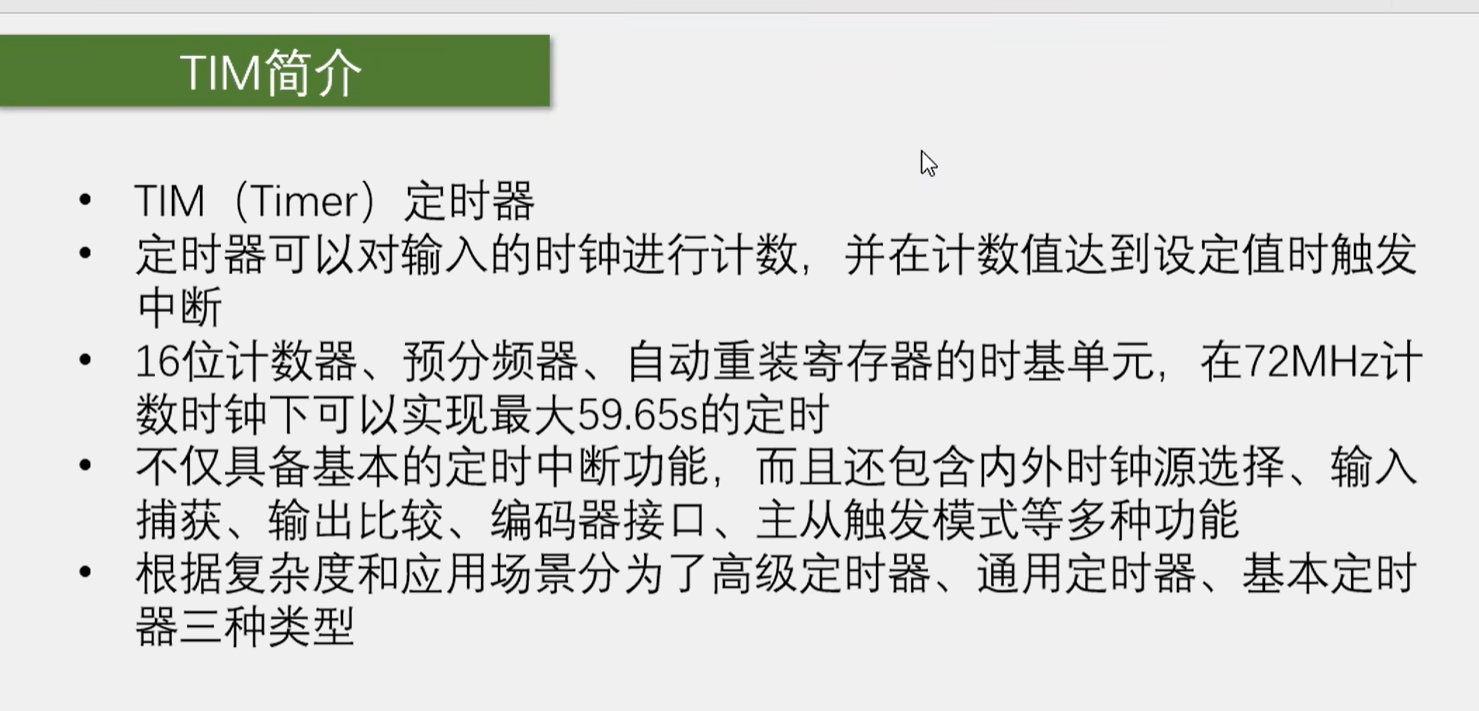 TIM简介
• TIM（Timer）定时器
• 定时器可以对输入的时钟进行计数，并在计数值达到设定值时触发
中断
• 16位计数器、预分频器、自动重装寄存器的时基单元，在72MHz计
数时钟下可以实现最大59.65s的定时
• 不仅具备基本的定时中断功能，而且还包含内外时钟源选择、输入
捕获、输出比较、编码器接口、主从触发模式等多种功能
• 根据复杂度和应用场景分为了高级定时器、通用定时器、基本定时
器三种类型